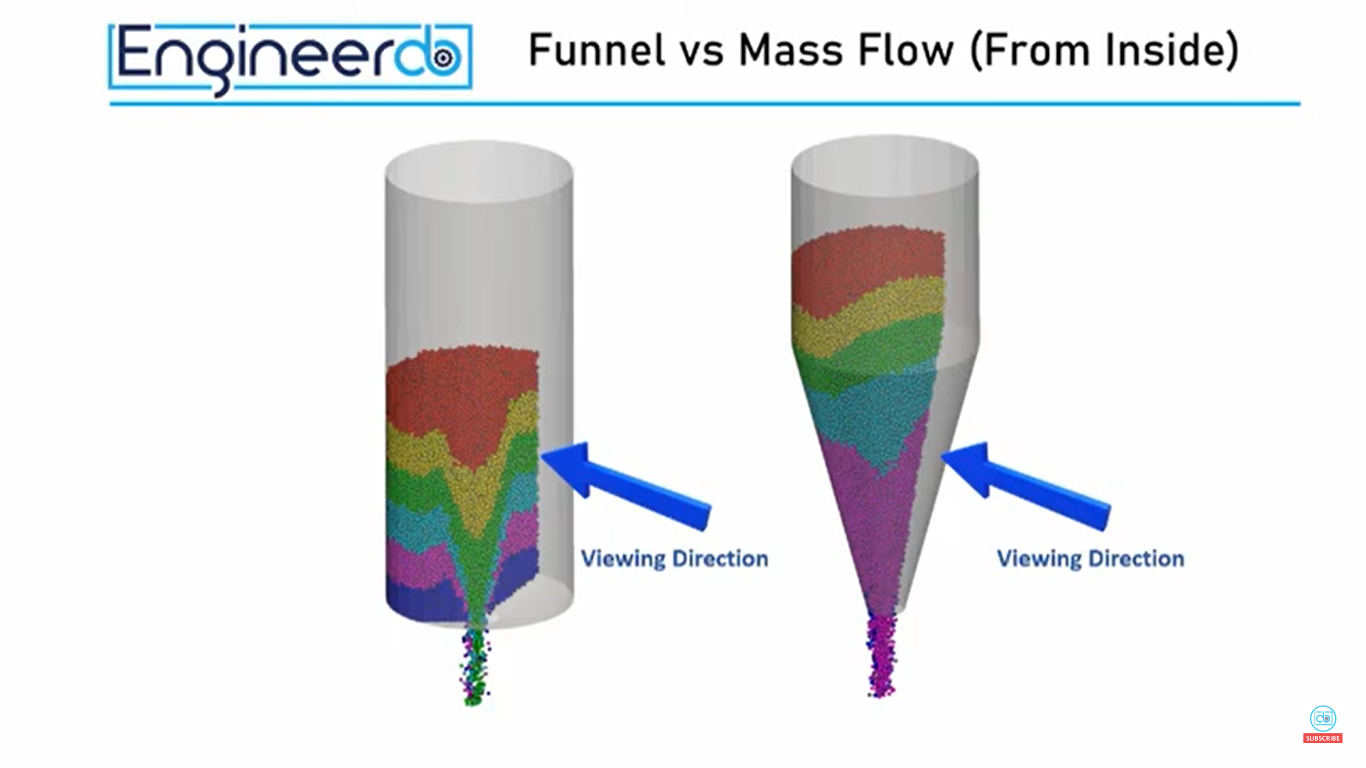 Engineerdo
Funnel vs Mass Flow (From Inside)
Viewing Direction
Viewing Direction
SUBSCRIBE